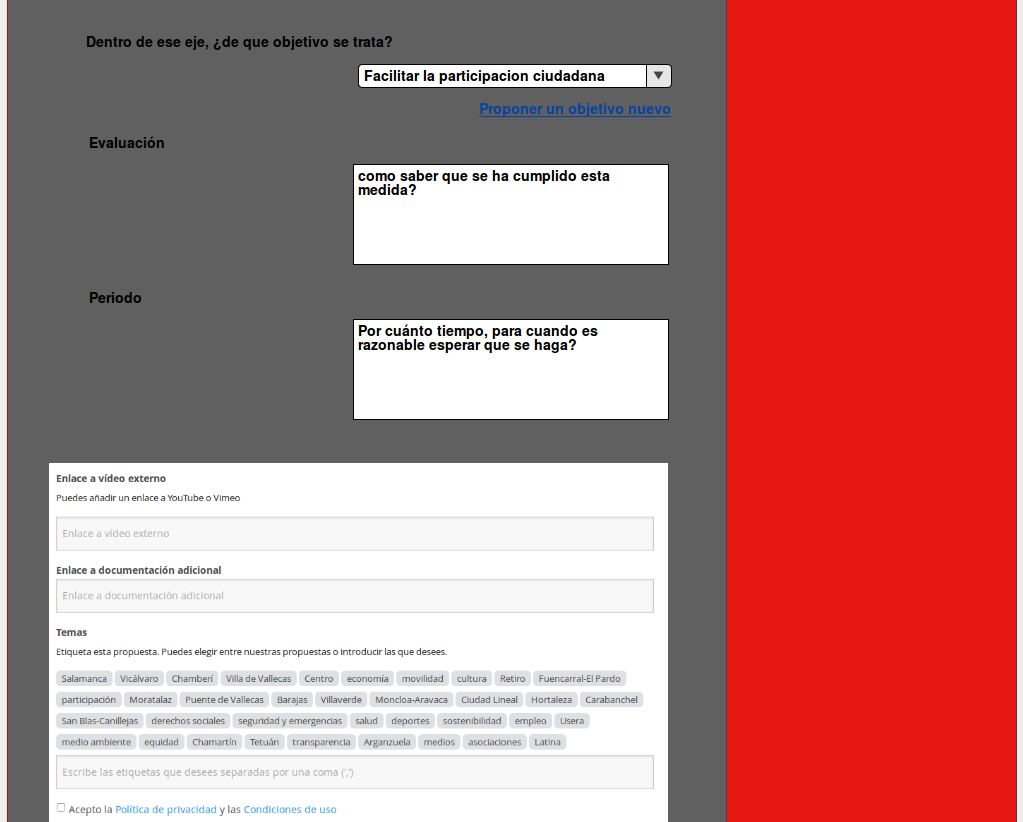 Dentro de ese eje, ¿de que objetivo se trata?
Facilitar la participacion ciudadana
Proponer un objetivo nuevo
Evaluación
como saber que se ha cumplido esta
medida?
Periodo
Por cuánto tiempo, para cuando es
razonable esperar que se haga?
Enlace a vídeo externo
Puedes añadir un enlace a YouTube o Vimeo
Enlace a vídeo externo
Enlace a documentación adicional
Enlace a documentación adicional
Temas
Etiqueta esta propuesta. Puedes elegir entre nuestras propuestas o introducir las que desees.
Salamanca Vicálvaro Chamberí Villa de Vallecas Centro economía movilidad cultura Retiro Fuencarral-El Pardo
participación Moratalaz Puente de Vallecas Barajas Villaverde Moncloa-Aravaca Ciudad Lineal Hortaleza Carabanchel
San Blas-Canillejas derechos sociales seguridad y emergencias salud deportes sostenibilidad empleo Usera
medio ambiente equidad Chamartín Tetuán transparencia Arganzuela medios asociaciones Latina
Escribe las etiquetas que desees separadas por una coma (',')
Acepto la Política de privacidad y las Condiciones de uso